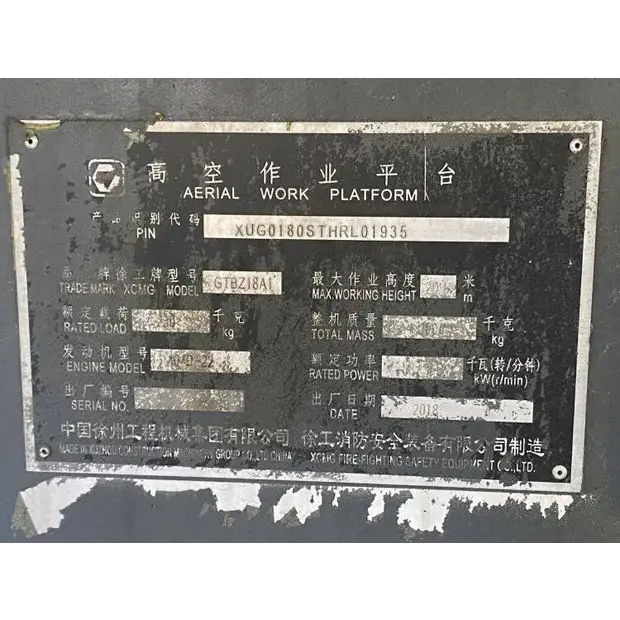 高空作业平台
AERIAL WORK PLATFORM
产品识别代码
PIN XUG0180STHRL01935
品牌徐工牌型号 GTBZ18A1 最大作业高度 米
TRADE MARK XCMG MODEL MAX.WORKING HEIGHT m
额定载荷 千克 整机质量 千克
RATED LOAD kg TOTAL MASS kg
发动机型号 额定功率 千瓦(转/分钟)
ENGINE MODEL RATED POWER kW(r/min)
出厂编号 出厂日期 2018
SERIAL NO. DATE
中国徐州工程机械集团有限公司 徐工消防安全装备有限公司制造
MADE IN XUZHOU CONSTRUCTION MACHINERY GROUP CO.,LTD CHINA XCMG FIRE-FIGHTING SAFETY EQUIPMENT CO.,LTD.